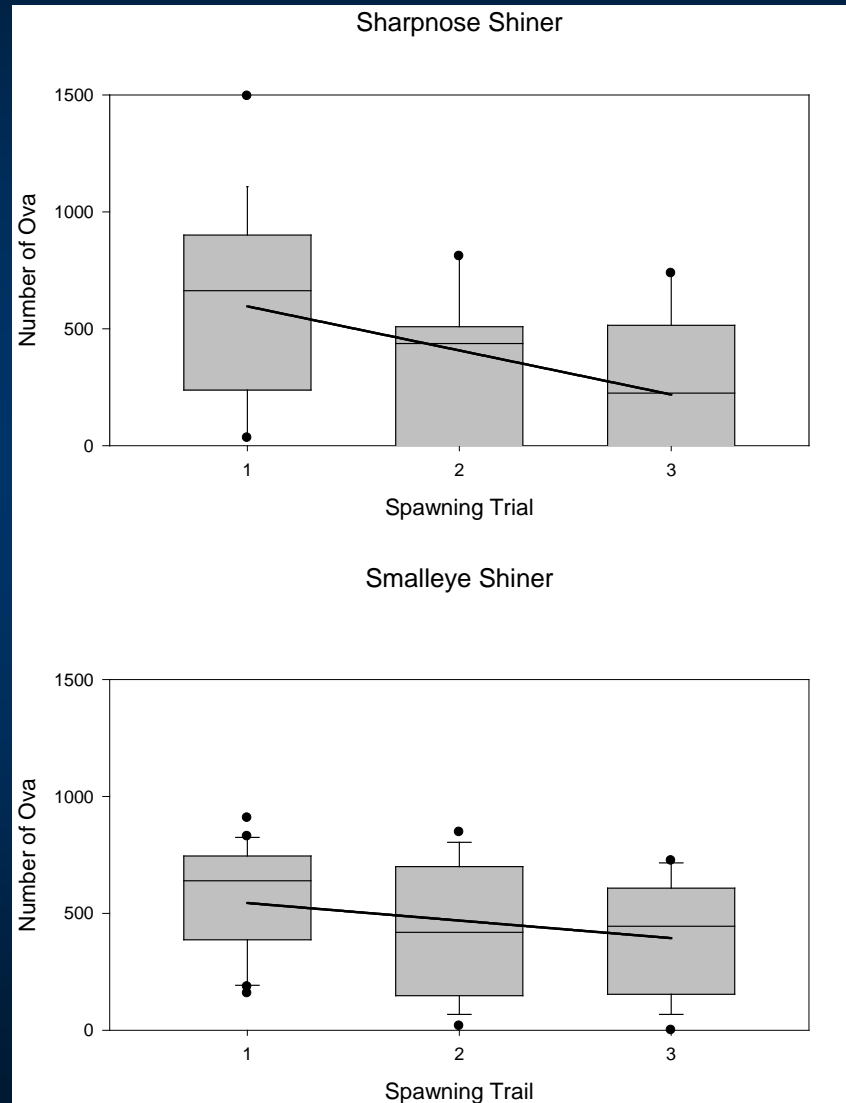 Sharpnose Shiner
1500
1000
500
0
Number of Ova
1
2
3
Spawning Trial
Smalleye Shiner
1500
1000
500
0
Number of Ova
1
2
3
Spawning Trail